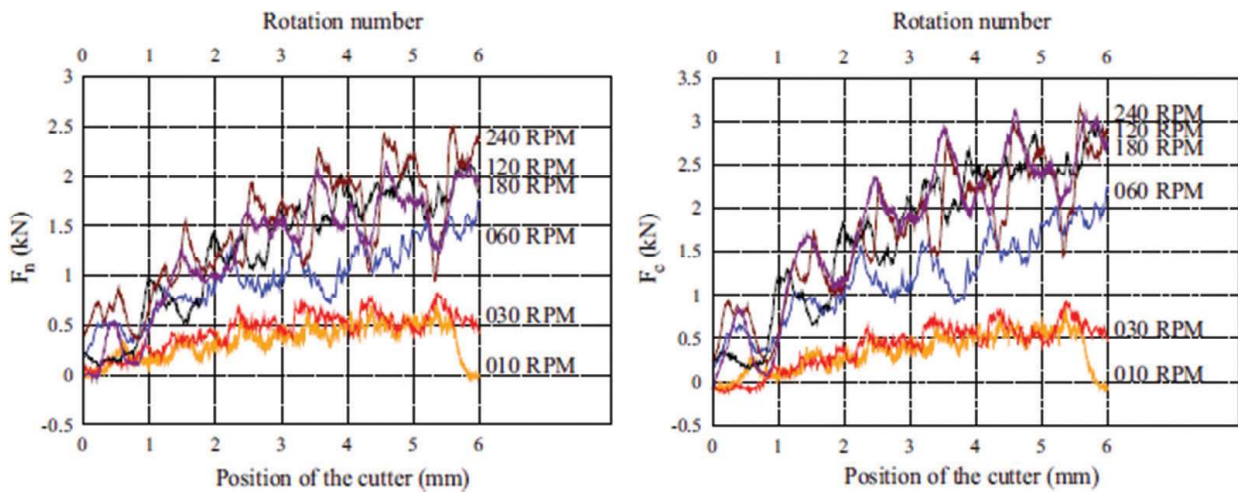 Rotation number
0 1 2 3 4 5 6
3
2.5
2
1.5
1
0.5
0
-0.5
F_n (kN)
240 RPM
120 RPM
180 RPM
060 RPM
030 RPM
010 RPM
0 1 2 3 4 5 6
Position of the cutter (mm)
Rotation number
0 1 2 3 4 5 6
3.5
3
2.5
2
1.5
1
0.5
0
-0.5
F_c (kN)
240 RPM
120 RPM
180 RPM
060 RPM
030 RPM
010 RPM
0 1 2 3 4 5 6
Position of the cutter (mm)